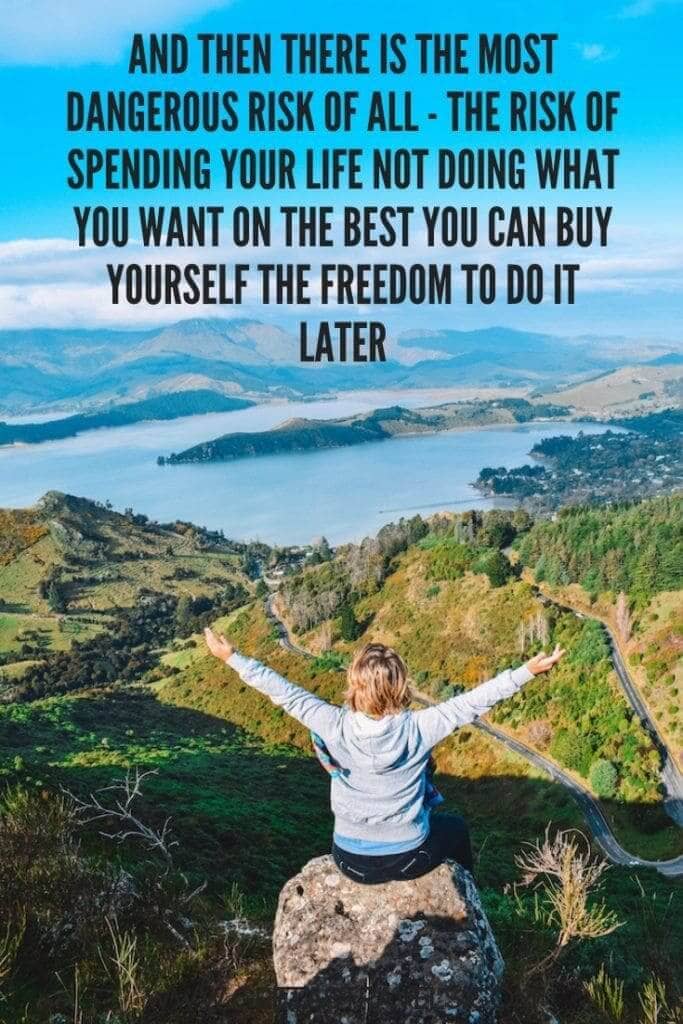 AND THEN THERE IS THE MOST
DANGEROUS RISK OF ALL - THE RISK OF
SPENDING YOUR LIFE NOT DOING WHAT
YOU WANT ON THE BEST YOU CAN BUY
YOURSELF THE FREEDOM TO DO IT
LATER